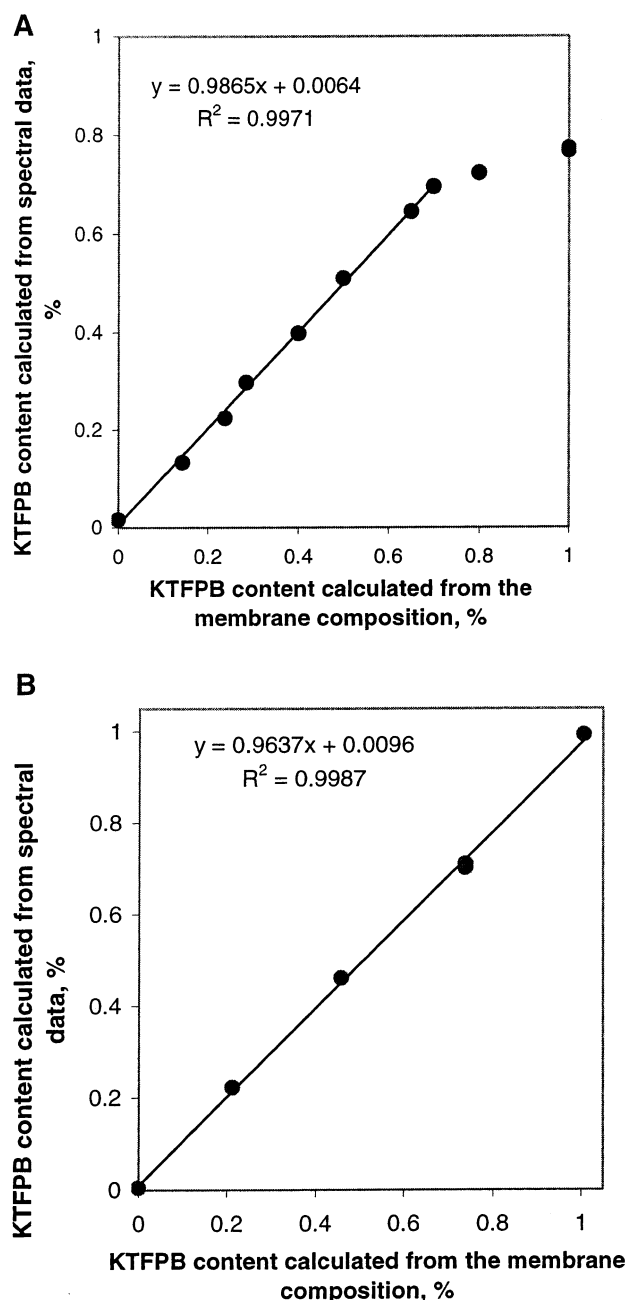 A
KTFPB content calculated from spectral data,
%
y = 0.9865x + 0.0064
R² = 0.9971
1
0.8
0.6
0.4
0.2
0
0 0.2 0.4 0.6 0.8 1
KTFPB content calculated from the
membrane composition, %
B
KTFPB content calculated from spectral
data, %
y = 0.9637x + 0.0096
R² = 0.9987
1
0.8
0.6
0.4
0.2
0
0 0.2 0.4 0.6 0.8 1
KTFPB content calculated from the membrane
composition, %